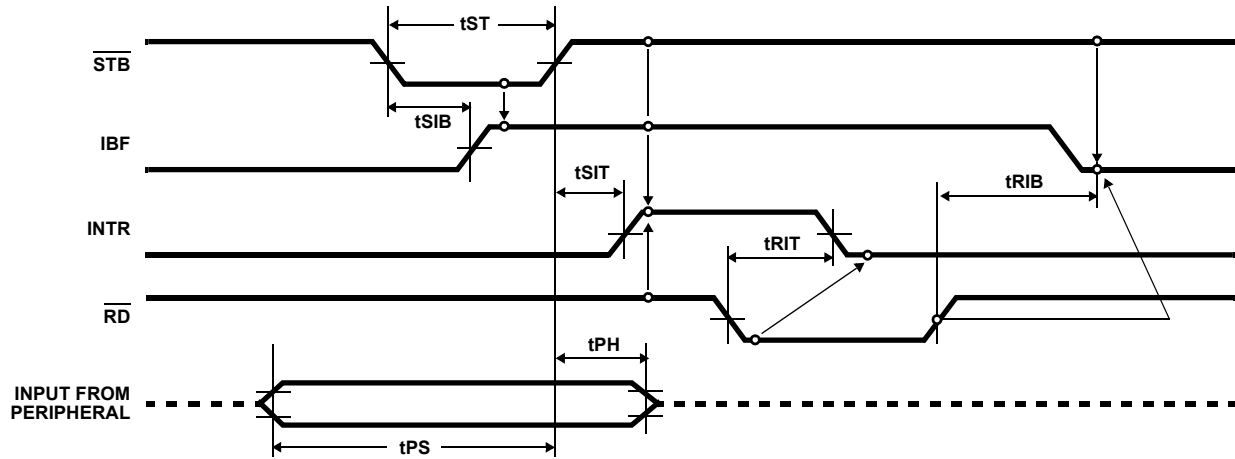 tST
STB
tSIB
IBF
tSIT
tRIB
INTR
tRIT
RD
tPH
INPUT FROM
PERIPHERAL
tPS